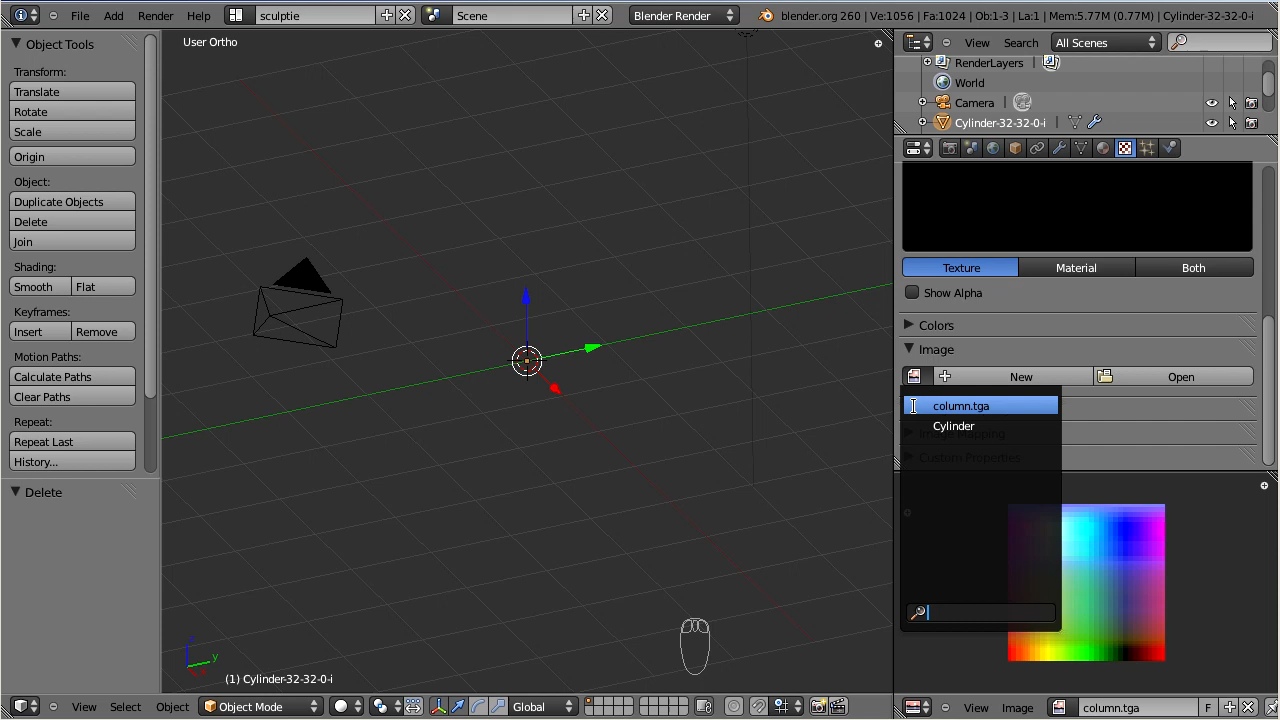 File Add Render Help sculptie Scene Blender Render blender.org 260 | Ve:1056 | Fa:1024 | Ob:1-3 | La:1 | Mem:5.77M (0.77M) | Cylinder-32-32-0-i
Object Tools
Transform:
Translate
Rotate
Scale
Origin
Object:
Duplicate Objects
Delete
Join
Shading:
Smooth Flat
Keyframes:
Insert Remove
Motion Paths:
Calculate Paths
Clear Paths
Repeat:
Repeat Last
History...
Delete
User Ortho
z
y
x
(1) Cylinder-32-32-0-i
View Select Object Object Mode Global
View Search All Scenes
RenderLayers
World
Camera
Cylinder-32-32-0-i
Texture Material Both
Show Alpha
Colors
Image
New Open
column.tga
Cylinder
Image Mapping
Custom Properties
View Image column.tga F